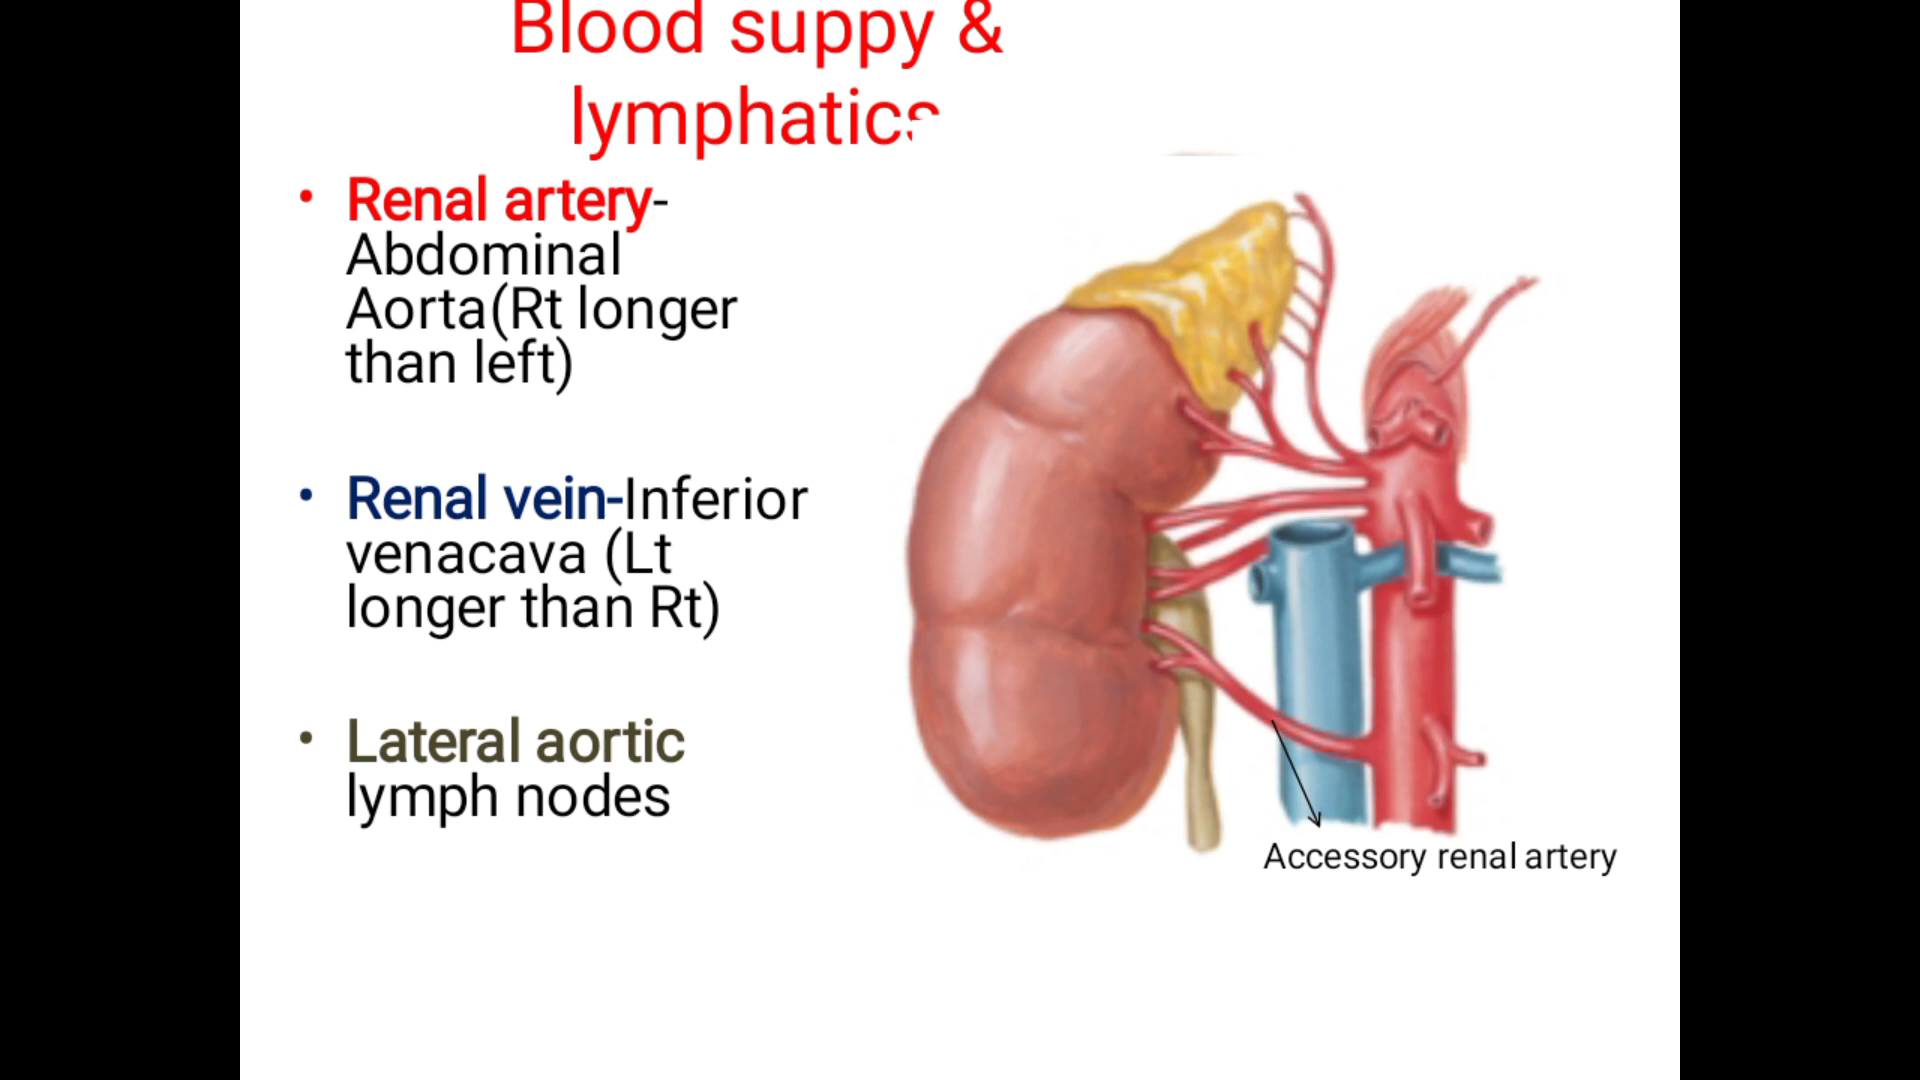 Blood suppy &
lymphatics
• Renal artery-
Abdominal
Aorta(Rt longer
than left)
• Renal vein-Inferior
venacava (Lt
longer than Rt)
• Lateral aortic
lymph nodes
Accessory renal artery